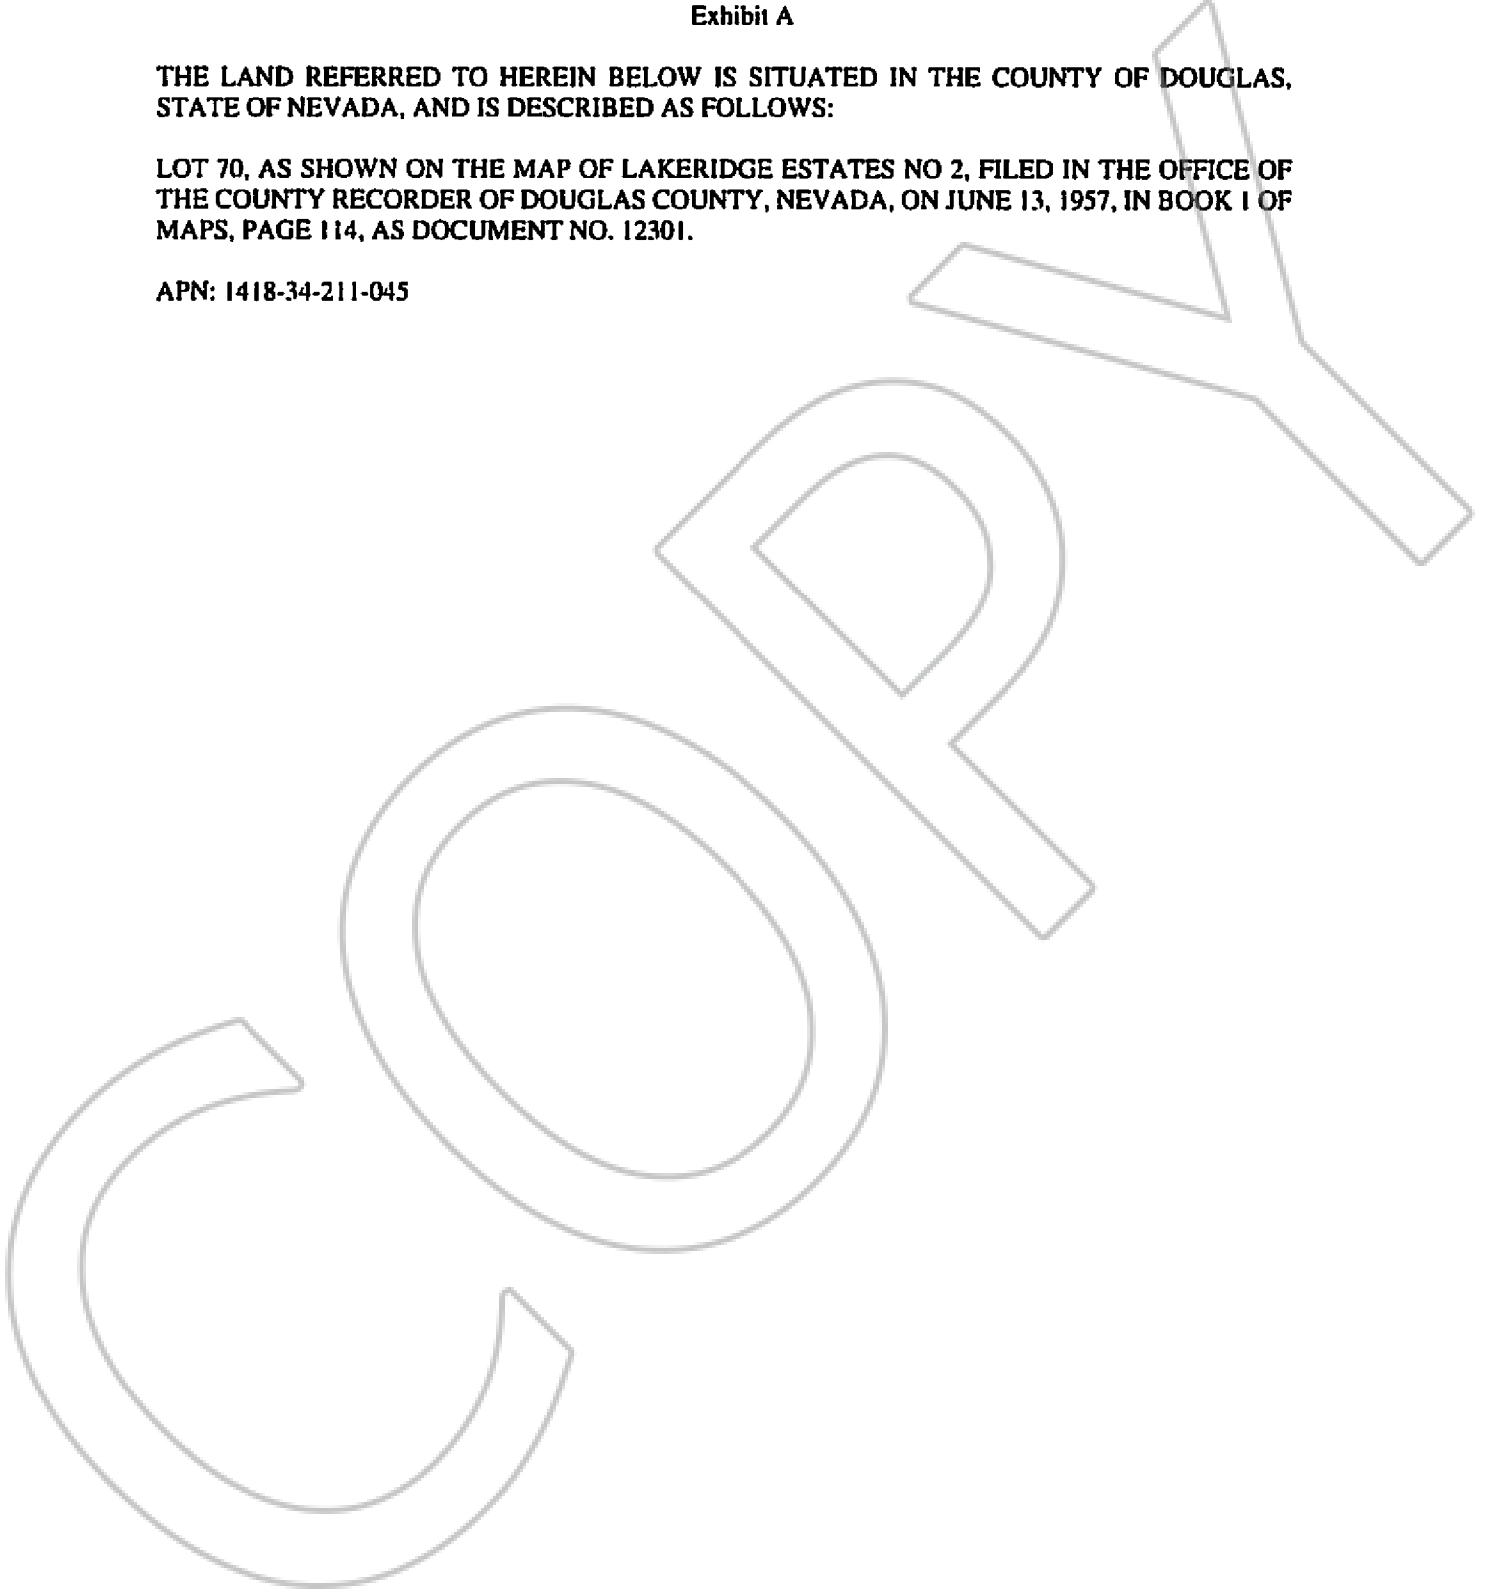 Exhibit A
THE LAND REFERRED TO HEREIN BELOW IS SITUATED IN THE COUNTY OF DOUGLAS,
STATE OF NEVADA, AND IS DESCRIBED AS FOLLOWS:
LOT 70, AS SHOWN ON THE MAP OF LAKERIDGE ESTATES NO 2, FILED IN THE OFFICE OF
THE COUNTY RECORDER OF DOUGLAS COUNTY, NEVADA, ON JUNE 13, 1957, IN BOOK 1 OF
MAPS, PAGE 114, AS DOCUMENT NO. 12301.
APN: 1418-34-211-045
COPY